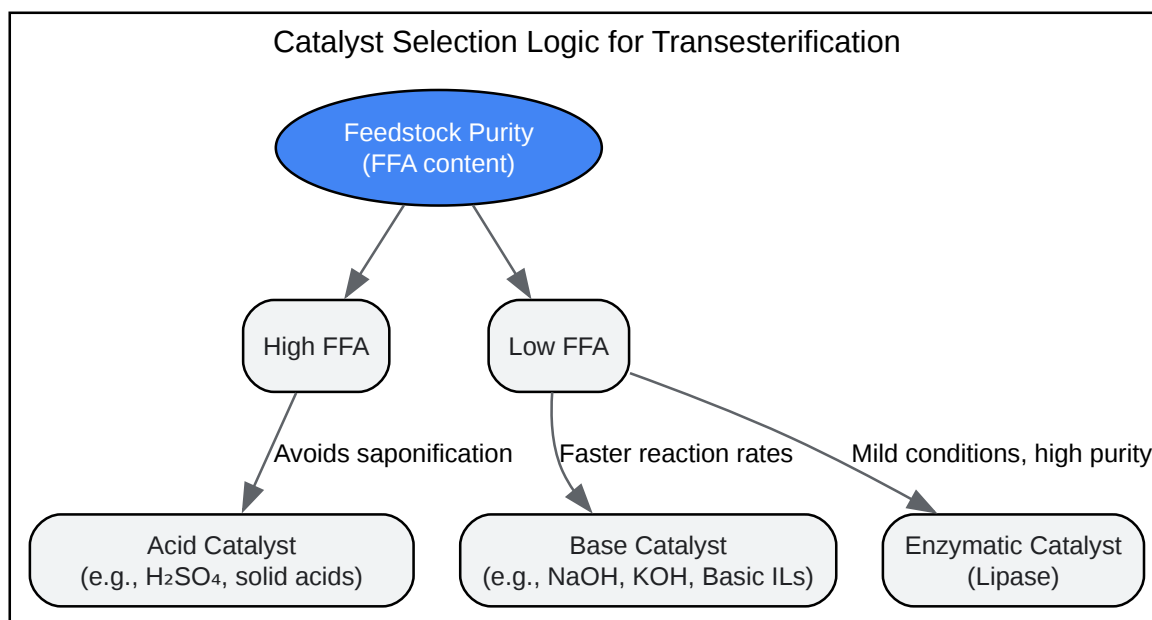 Catalyst Selection Logic for Transesterification
Feedstock Purity
(FFA content)
High FFA
Low FFA
Avoids saponification
Faster reaction rates
Mild conditions, high purity
Acid Catalyst
(e.g., H₂SO₄, solid acids)
Base Catalyst
(e.g., NaOH, KOH, Basic ILs)
Enzymatic Catalyst
(Lipase)